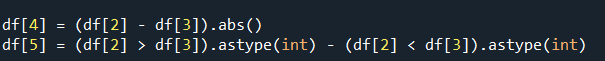 df[4] = (df[2] - df[3]).abs()
df[5] = (df[2] > df[3]).astype(int) - (df[2] < df[3]).astype(int)